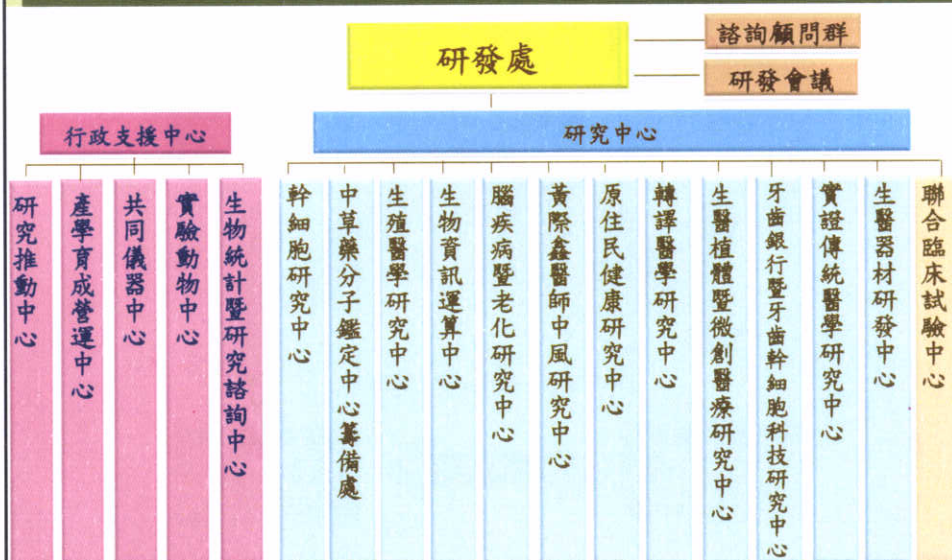 研發處
諮詢顧問群
研發會議
行政支援中心
研究中心
研究推動中心
產學育成營運中心
共同儀器中心
實驗動物中心
生物統計暨研究諮詢中心
幹細胞研究中心
中草藥分子鑑定中心籌備處
生殖醫學研究中心
生物資訊運算中心
腦疾病暨老化研究中心
黃際鑫醫師中風研究中心
原住民健康研究中心
轉譯醫學研究中心
生醫植體暨微創醫療研究中心
牙齒銀行暨牙齒幹細胞科技研究中心
實證傳統醫學研究中心
生醫器材研發中心
聯合臨床試驗中心